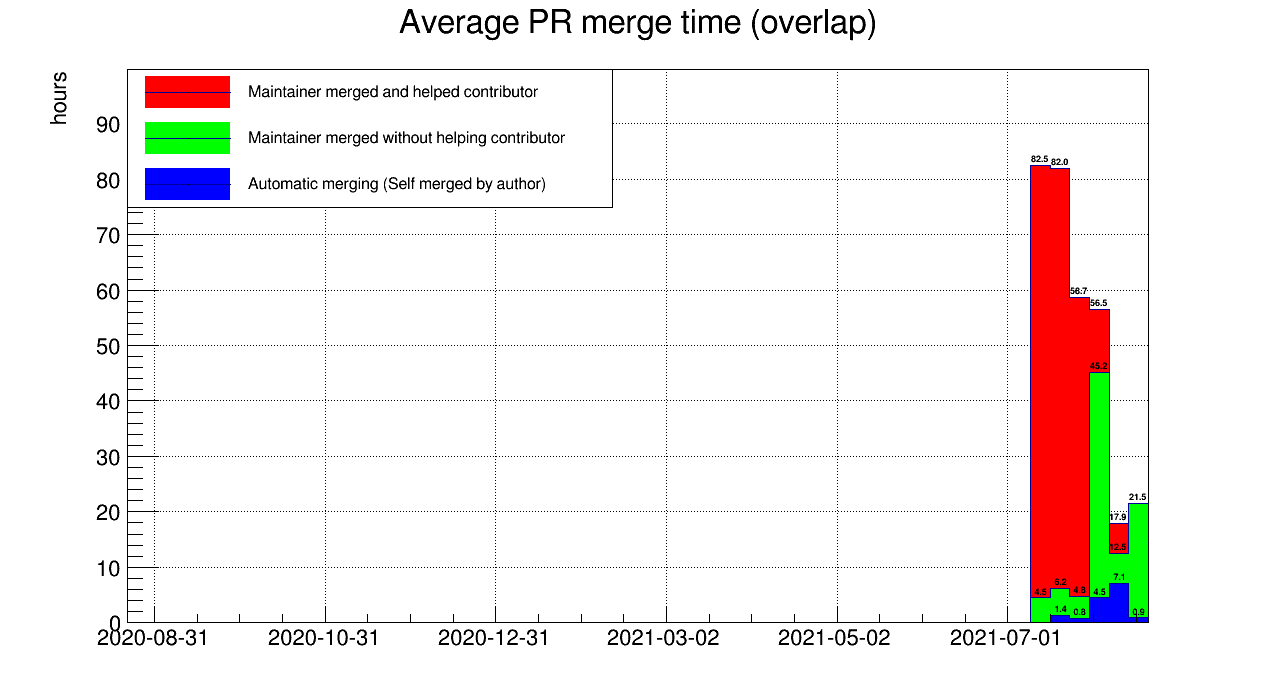 Average PR merge time (overlap)
hours
Maintainer merged and helped contributor
Maintainer merged without helping contributor
Automatic merging (Self merged by author)
90
80
70
60
50
40
30
20
10
0
82.5 82.0
56.7
56.5
45.2
21.5
17.9
12.5
7.1
4.5 6.2 4.8 4.5
1.4 0.8 0.9
2020-08-31 2020-10-31 2020-12-31 2021-03-02 2021-05-02 2021-07-01